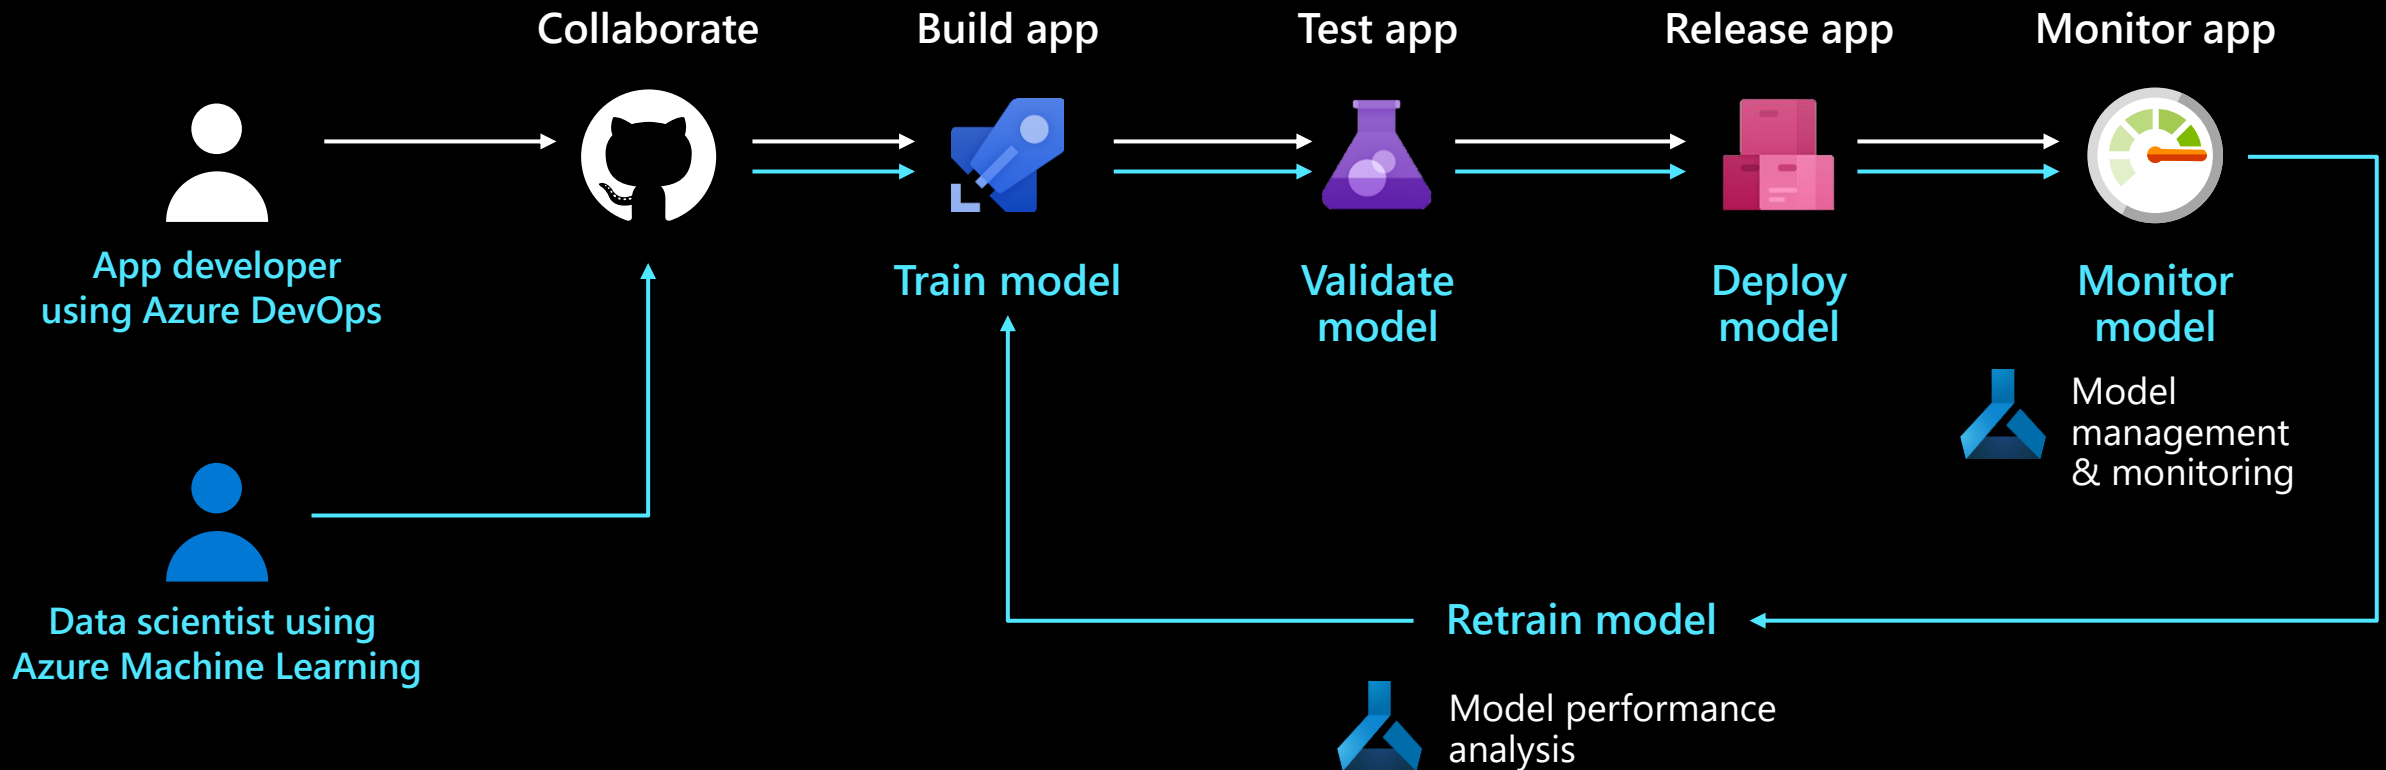 Collaborate
Build app
Test app
Release app
Monitor app
App developer
using Azure DevOps
Train model
Validate
model
Deploy
model
Monitor
model
Model
management
& monitoring
Data scientist using
Azure Machine Learning
Retrain model
Model performance
analysis